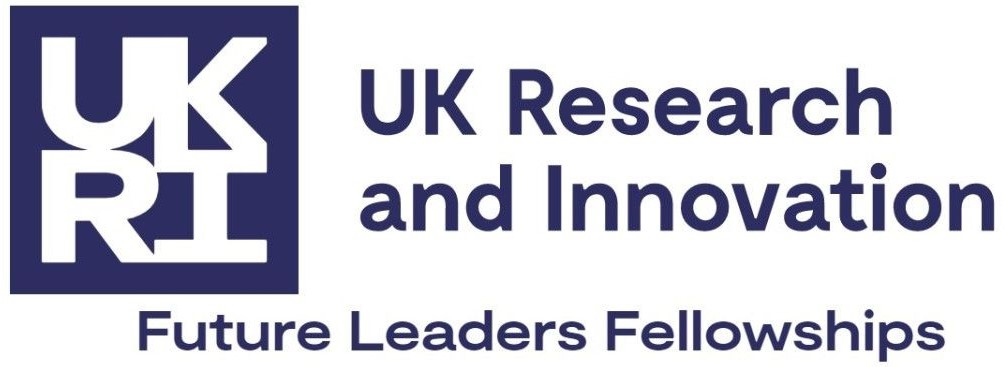 UK
RI
UK Research
and Innovation
Future Leaders Fellowships